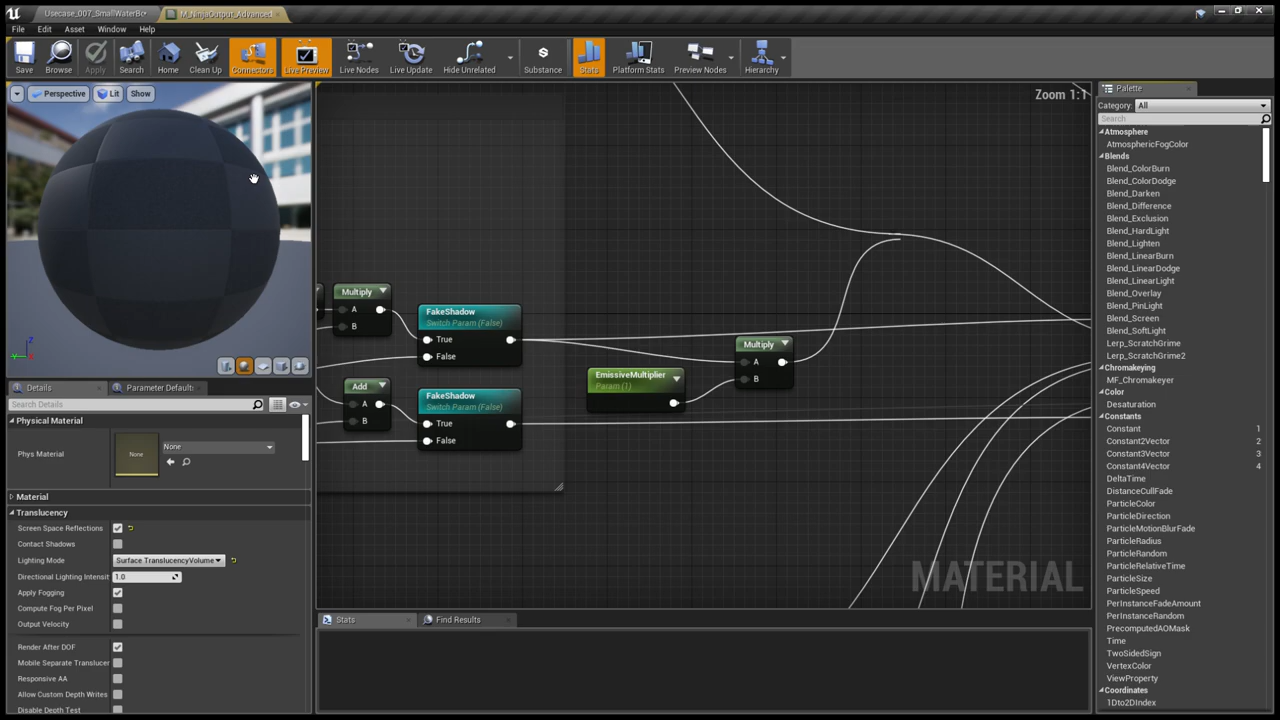 Usecase_007_SmallWaterBo
M_NinjaOutput_Advanced
File Edit Asset Window Help
Save Browse Apply Search Home Clean Up Connectors Live Preview Live Nodes Live Update Hide Unrelated Substance Stats Platform Stats Preview Nodes Hierarchy
Perspective Lit Show
Zoom 1:1
Multiply
A
B
FakeShadow
Switch Param (False)
True
False
Add
A
B
FakeShadow
Switch Param (False)
True
False
EmissiveMultiplier
Param (1)
Multiply
A
B
MATERIAL
Details Parameter Default
Search Details
Physical Material
Phys Material
None
None
Material
Translucency
Screen Space Reflections
Contact Shadows
Lighting Mode Surface TranslucencyVolume
Directional Lighting Intensit 1.0
Apply Fogging
Compute Fog Per Pixel
Output Velocity
Render After DOF
Mobile Separate Translucer
Responsive AA
Allow Custom Depth Writes
Disable Depth Test
Stats Find Results
Palette
Category: All
Search
Atmosphere
AtmosphericFogColor
Blends
Blend_ColorBurn
Blend_ColorDodge
Blend_Darken
Blend_Difference
Blend_Exclusion
Blend_HardLight
Blend_Lighten
Blend_LinearBurn
Blend_LinearDodge
Blend_LinearLight
Blend_Overlay
Blend_PinLight
Blend_Screen
Blend_SoftLight
Lerp_ScratchGrime
Lerp_ScratchGrime2
Chromakeying
MF_Chromakeyer
Color
Desaturation
Constants
Constant 1
Constant2Vector 2
Constant3Vector 3
Constant4Vector 4
DeltaTime
DistanceCullFade
ParticleColor
ParticleDirection
ParticleMotionBlurFade
ParticleRadius
ParticleRandom
ParticleRelativeTime
ParticleSize
ParticleSpeed
PerInstanceFadeAmount
PerInstanceRandom
PrecomputedAOMask
Time
TwoSidedSign
VertexColor
ViewProperty
Coordinates
1Dto2DIndex